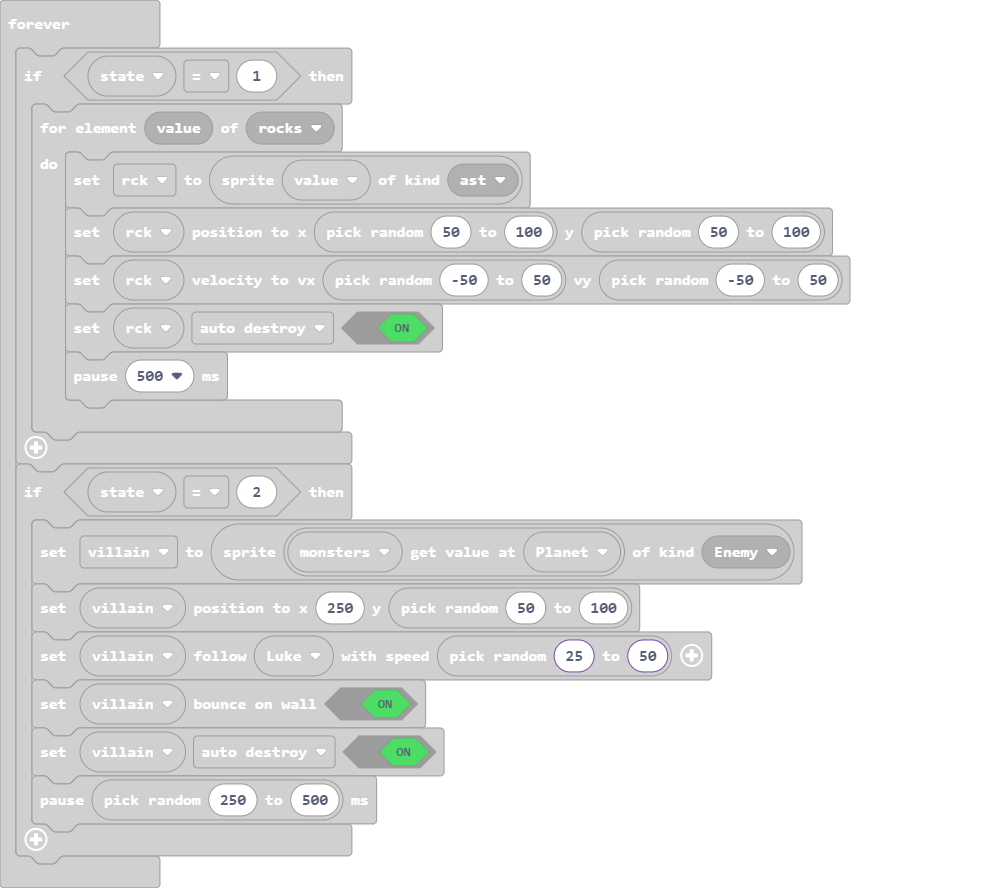 forever
if state = 1 then
for element value of rocks
do
set rck to sprite value of kind ast
set rck position to x pick random 50 to 100 y pick random 50 to 100
set rck velocity to vx pick random -50 to 50 vy pick random -50 to 50
set rck auto destroy ON
pause 500 ms
if state = 2 then
set villain to sprite monsters get value at Planet of kind Enemy
set villain position to x 250 y pick random 50 to 100
set villain follow Luke with speed pick random 25 to 50
set villain bounce on wall ON
set villain auto destroy ON
pause pick random 250 to 500 ms